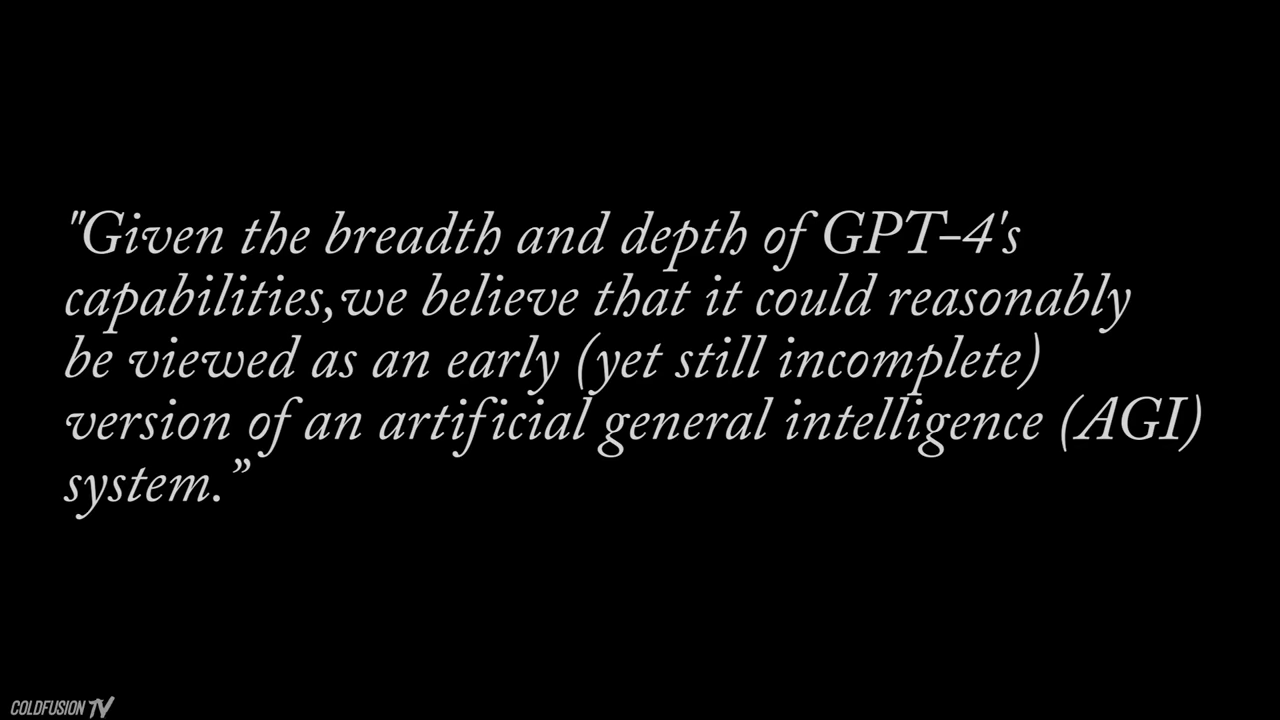 "Given the breadth and depth of GPT-4's
capabilities,we believe that it could reasonably
be viewed as an early (yet still incomplete)
version of an artificial general intelligence (AGI)
system.”
COLDFUSION TV